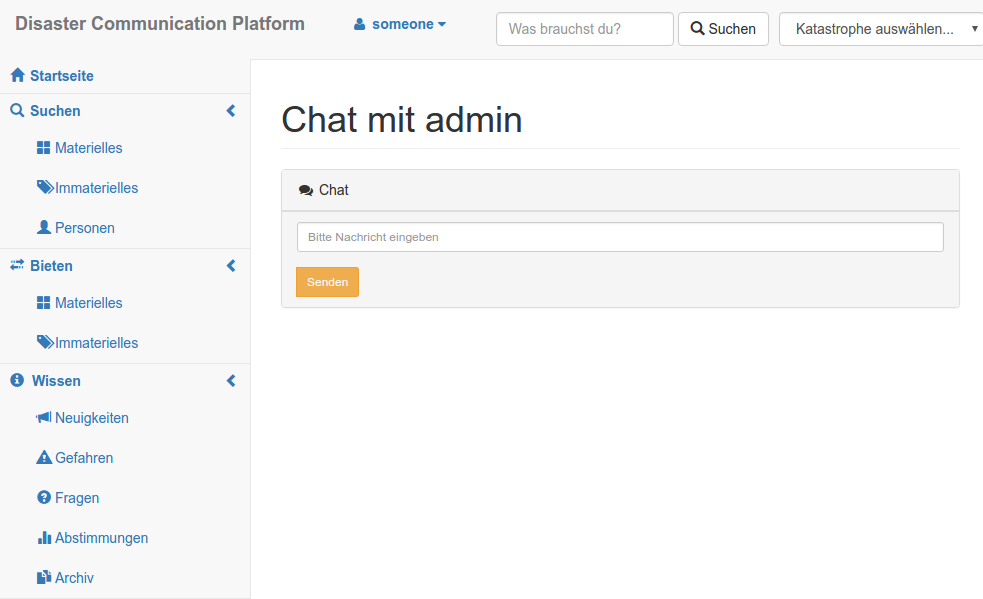 Disaster Communication Platform
someone
Was brauchst du?
Suchen
Katastrophe auswählen...
Startseite
Suchen
Materielles
Immaterielles
Personen
Bieten
Materielles
Immaterielles
Wissen
Neuigkeiten
Gefahren
Fragen
Abstimmungen
Archiv
Chat mit admin
Chat
Bitte Nachricht eingeben
Senden